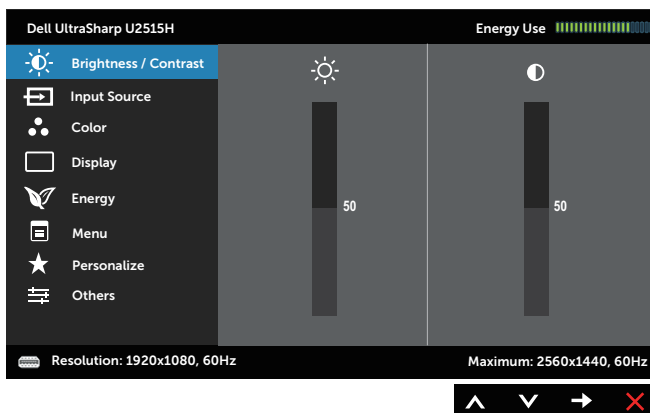 Dell UltraSharp U2515H
Energy Use
Brightness / Contrast
Input Source
Color
Display
Energy
Menu
Personalize
Others
50
50
Resolution: 1920x1080, 60Hz
Maximum: 2560x1440, 60Hz